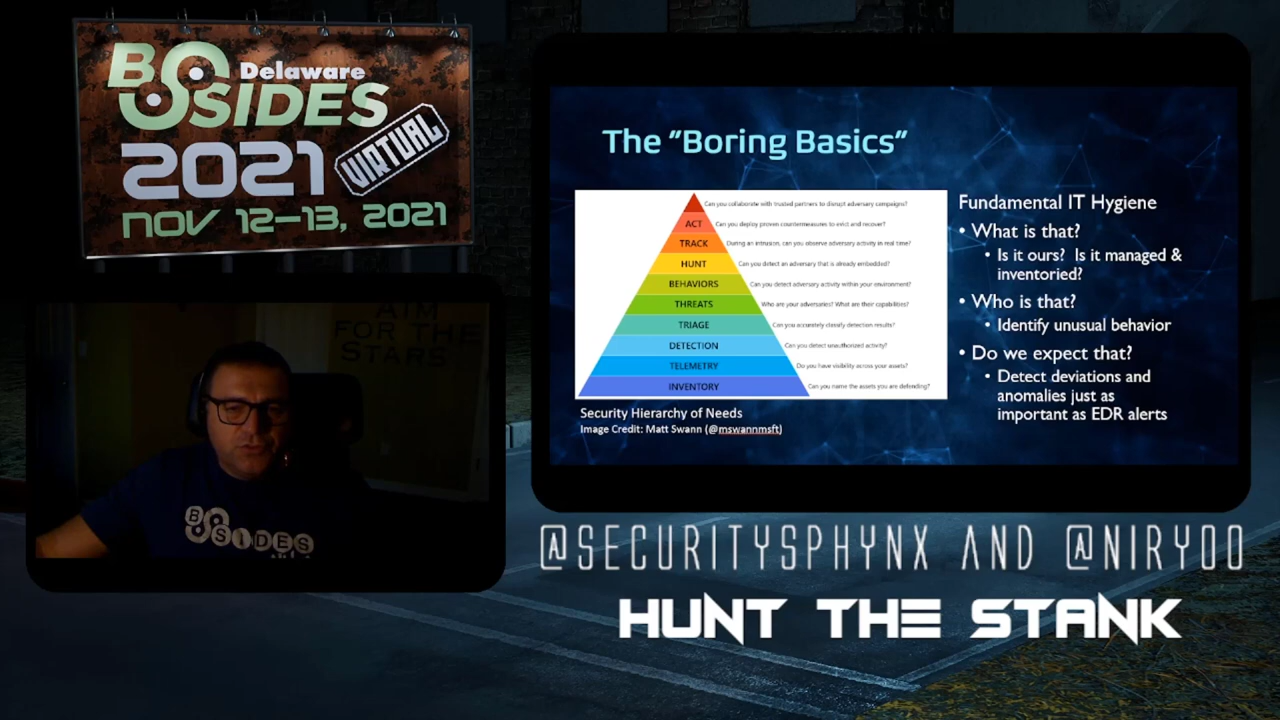 BSIDES
Delaware
2021
VIRTUAL
NOV 12-13, 2021
AIM
FOR THE
STARS
BSIDES
The "Boring Basics"
Can you collaborate with trusted partners to disrupt adversary campaigns?
ACT Can you deploy proven countermeasures to evict and recover?
TRACK During an intrusion, can you observe adversary activity in real time?
HUNT Can you detect an adversary that is already embedded?
BEHAVIORS Can you detect adversary activity within your environment?
THREATS Who are your adversaries? What are their capabilities?
TRIAGE Can you accurately classify detection results?
DETECTION Can you detect unauthorized activity?
TELEMETRY Do you have visibility across your assets?
INVENTORY Can you name the assets you are defending?
Security Hierarchy of Needs
Image Credit: Matt Swann (@mswannmsft)
Fundamental IT Hygiene
• What is that?
• Is it ours? Is it managed &
inventoried?
• Who is that?
• Identify unusual behavior
• Do we expect that?
• Detect deviations and
anomalies just as
important as EDR alerts
@SECURITYSPHYNX AND @NIRYOO
HUNT THE STANK